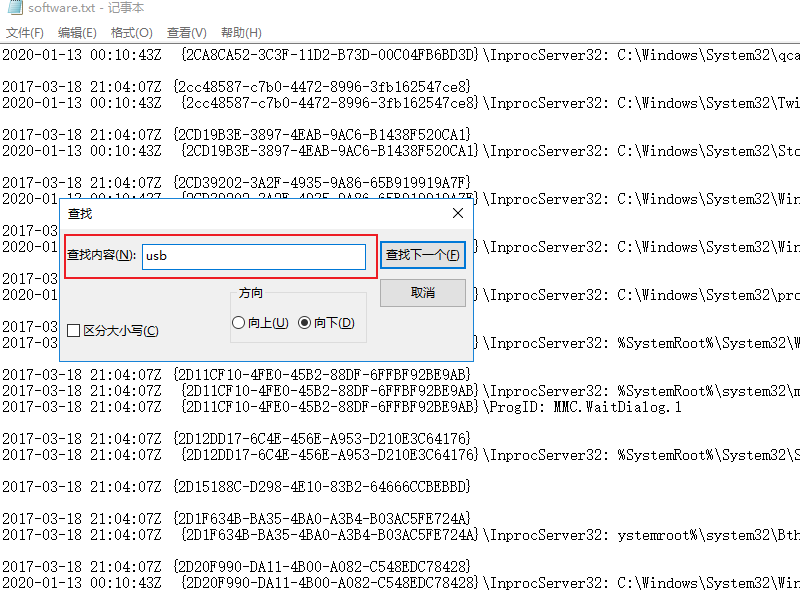 software.txt - 记事本
文件(F) 编辑(E) 格式(O) 查看(V) 帮助(H)
2020-01-13 00:10:43Z {2CA8CA52-3C3F-11D2-B73D-00C04FB6BD3D}\InprocServer32: C:\Windows\System32\qca
2017-03-18 21:04:07Z {2cc48587-c7b0-4472-8996-3fb162547ce8}
2020-01-13 00:10:43Z {2cc48587-c7b0-4472-8996-3fb162547ce8}\InprocServer32: C:\Windows\System32\Twi
2017-03-18 21:04:07Z {2CD19B3E-3897-4EAB-9AC6-B1438F520CA1}
2020-01-13 00:10:43Z {2CD19B3E-3897-4EAB-9AC6-B1438F520CA1}\InprocServer32: C:\Windows\System32\Sto
2017-03-18 21:04:07Z {2CD39202-3A2F-4935-9A86-65B919919A7F}
2020-01-13 00:10:43Z {2CD39202-3A2F-4935-9A86-65B919919A7F}\InprocServer32: C:\Windows\System32\Win
查找
2017-03
2020-01 }\InprocServer32: C:\Windows\System32\Win
查找内容(N): usb 查找下一个(F)
2017-03
2020-01 }\InprocServer32: C:\Windows\System32\pro
取消
方向
向上(U) 向下(D)
区分大小写(C)
2017-03
2017-03 }\InprocServer32: %SystemRoot%\System32\W
2017-03-18 21:04:07Z {2D11CF10-4FE0-45B2-88DF-6FFBF92BE9AB}
2017-03-18 21:04:07Z {2D11CF10-4FE0-45B2-88DF-6FFBF92BE9AB}\InprocServer32: %SystemRoot%\system32\m
2017-03-18 21:04:07Z {2D11CF10-4FE0-45B2-88DF-6FFBF92BE9AB}\ProgID: MMC.WaitDialog.1
2017-03-18 21:04:07Z {2D12DD17-6C4E-456E-A953-D210E3C64176}
2017-03-18 21:04:07Z {2D12DD17-6C4E-456E-A953-D210E3C64176}\InprocServer32: %SystemRoot%\System32\S
2017-03-18 21:04:07Z {2D15188C-D298-4E10-83B2-64666CCBEBBD}
2017-03-18 21:04:07Z {2D1F634B-BA35-4BA0-A3B4-B03AC5FE724A}
2017-03-18 21:04:07Z {2D1F634B-BA35-4BA0-A3B4-B03AC5FE724A}\InprocServer32: ystemroot%\system32\Bth
2017-03-18 21:04:07Z {2D20F990-DA11-4B00-A082-C548EDC78428}
2020-01-13 00:10:43Z {2D20F990-DA11-4B00-A082-C548EDC78428}\InprocServer32: C:\Windows\System32\Win